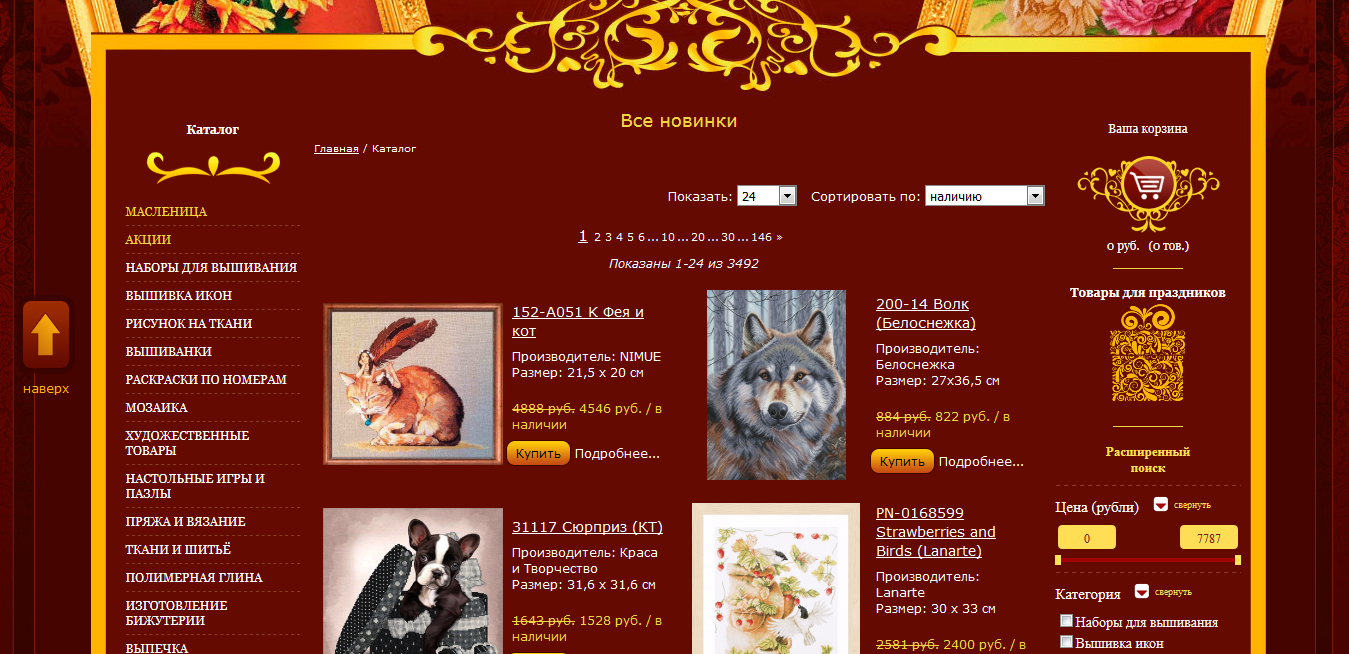 Каталог
МАСЛЕНИЦА
АКЦИИ
НАБОРЫ ДЛЯ ВЫШИВАНИЯ
ВЫШИВКА ИКОН
РИСУНОК НА ТКАНИ
ВЫШИВАНКИ
РАСКРАСКИ ПО НОМЕРАМ
МОЗАИКА
ХУДОЖЕСТВЕННЫЕ
ТОВАРЫ
НАСТОЛЬНЫЕ ИГРЫ И
ПАЗЛЫ
ПРЯЖА И ВЯЗАНИЕ
ТКАНИ И ШИТЬЁ
ПОЛИМЕРНАЯ ГЛИНА
ИЗГОТОВЛЕНИЕ
БИЖУТЕРИИ
ВЫПЕЧКА
наверх
Все новинки
Главная / Каталог
Показать: 24 Сортировать по: наличию
1 2 3 4 5 6 ... 10 ... 20 ... 30 ... 146 »
Показаны 1-24 из 3492
152-A051 K Фея и
кот
Производитель: NIMUE
Размер: 21,5 x 20 см
4888 руб. 4546 руб. / в
наличии
Купить Подробнее...
200-14 Волк
(Белоснежка)
Производитель:
Белоснежка
Размер: 27x36,5 см
884 руб. 822 руб. / в
наличии
Купить Подробнее...
31117 Сюрприз (КТ)
Производитель: Краса
и Творчество
Размер: 31,6 x 31,6 см
1643 руб. 1528 руб. / в
наличии
PN-0168599
Strawberries and
Birds (Lanarte)
Производитель:
Lanarte
Размер: 30 x 33 см
2581 руб. 2400 руб. / в
Ваша корзина
0 руб. (0 тов.)
Товары для праздников
Расширенный
поиск
Цена (рубли) свернуть
0 7787
Категория свернуть
Наборы для вышивания
Вышивка икон